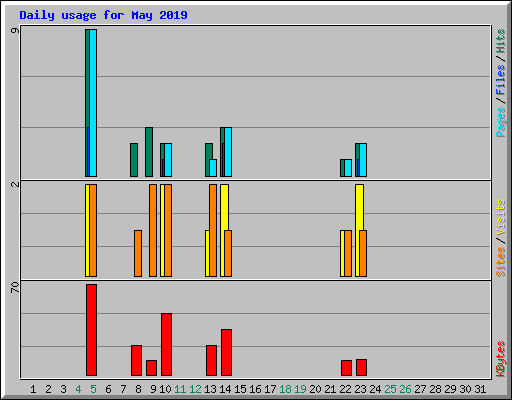 Daily usage for May 2019
9
2
70
Pages / Files / Hits
Sites / Visits
KBytes
1 2 3 4 5 6 7 8 9 10 11 12 13 14 15 16 17 18 19 20 21 22 23 24 25 26 27 28 29 30 31